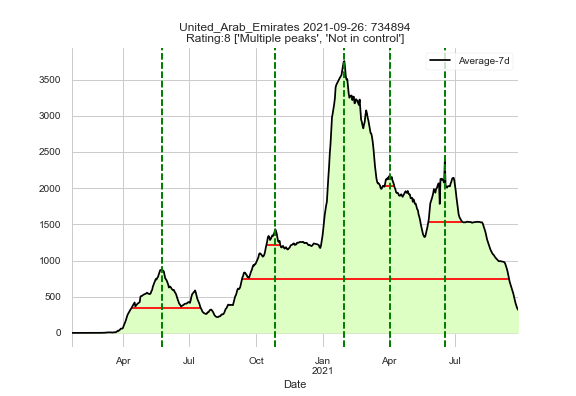 United_Arab_Emirates 2021-09-26: 734894
Rating:8 ['Multiple peaks', 'Not in control']
Average-7d
3500
3000
2500
2000
1500
1000
500
0
Apr
Jul
Oct
Jan
2021
Apr
Jul
Date